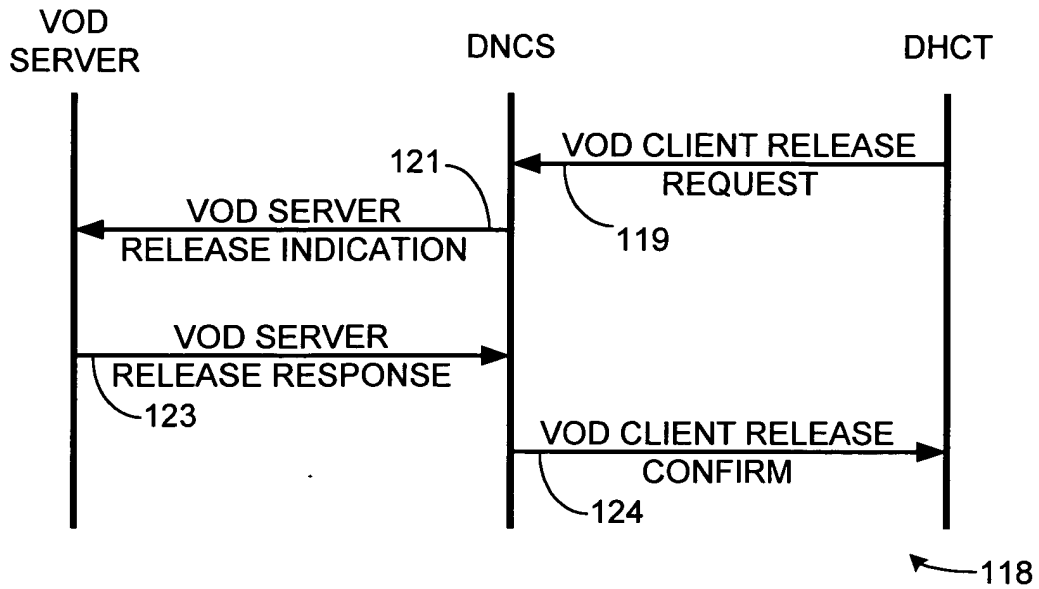 VOD
SERVER
DNCS
DHCT
VOD CLIENT RELEASE
REQUEST
119
121
VOD SERVER
RELEASE INDICATION
VOD SERVER
RELEASE RESPONSE
123
VOD CLIENT RELEASE
CONFIRM
124
118